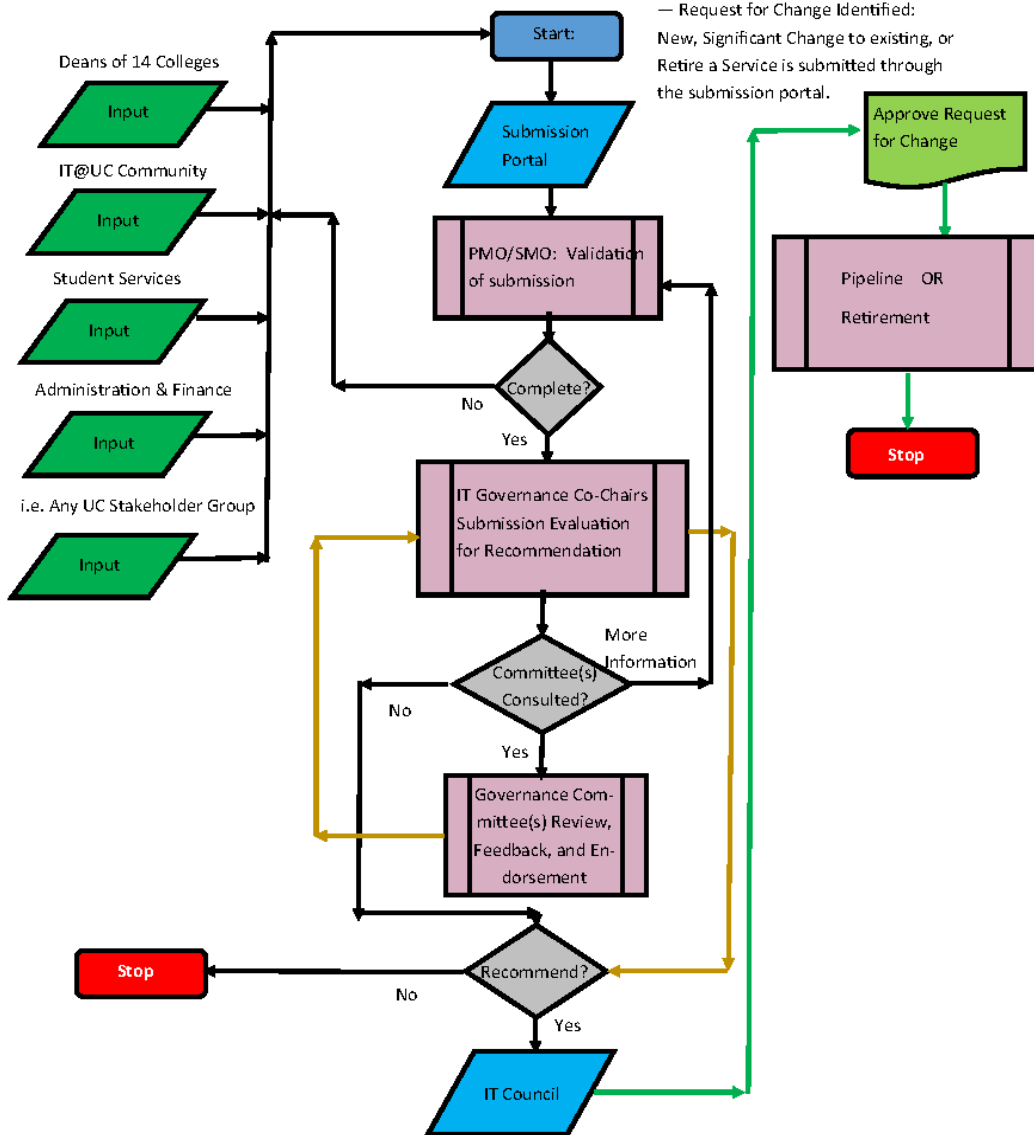 Start:
— Request for Change Identified:
New, Significant Change to existing, or
Retire a Service is submitted through
the submission portal.
Deans of 14 Colleges
Input
IT@UC Community
Input
Student Services
Input
Administration & Finance
Input
i.e. Any UC Stakeholder Group
Input
Submission
Portal
PMO/SMO: Validation
of submission
Complete?
No
Yes
IT Governance Co-Chairs
Submission Evaluation
for Recommendation
More
Information
Committee(s)
Consulted?
No
Yes
Governance Com-
mittee(s) Review,
Feedback, and En-
dorsement
Recommend?
No
Stop
Yes
IT Council
Approve Request
for Change
Pipeline OR
Retirement
Stop